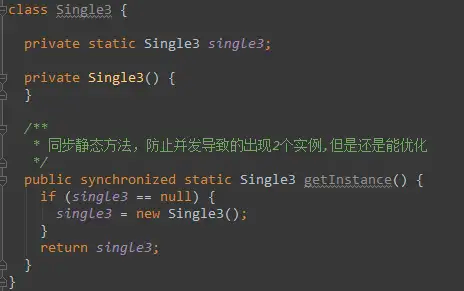 class Single3 {
private static Single3 single3;
private Single3() {
}
/**
* 同步静态方法，防止并发导致的出现2个实例,但是还是能优化
*/
public synchronized static Single3 getInstance() {
if (single3 == null) {
single3 = new Single3();
}
return single3;
}
}